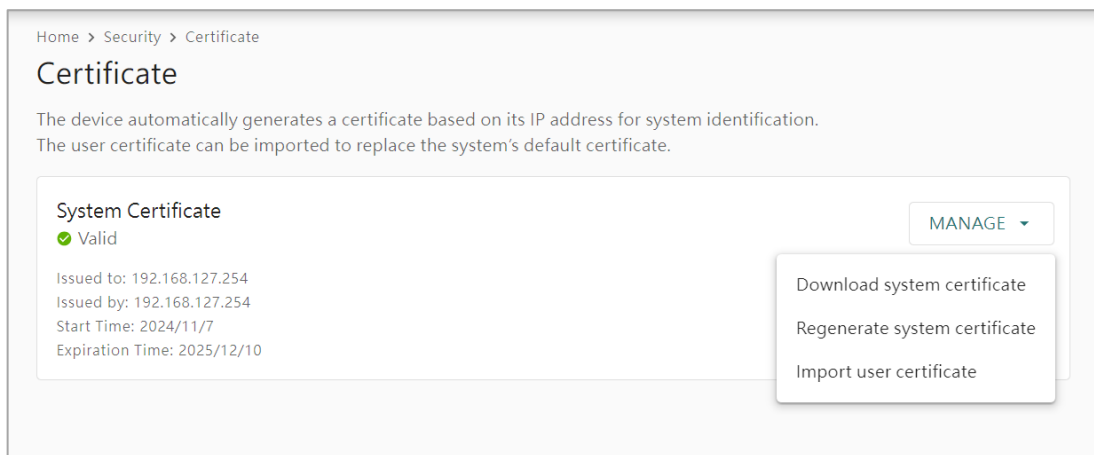 Home > Security > Certificate
Certificate
The device automatically generates a certificate based on its IP address for system identification.
The user certificate can be imported to replace the system's default certificate.
System Certificate
MANAGE
Valid
Issued to: 192.168.127.254
Issued by: 192.168.127.254
Start Time: 2024/11/7
Expiration Time: 2025/12/10
Download system certificate
Regenerate system certificate
Import user certificate